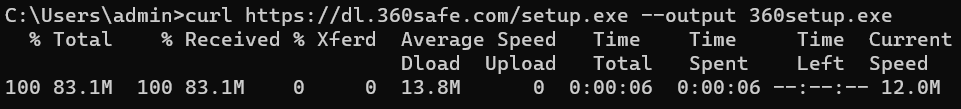 C:\Users\admin>curl https://dl.360safe.com/setup.exe --output 360setup.exe
  % Total    % Received % Xferd  Average Speed   Time    Time     Time  Current
                                 Dload  Upload   Total   Spent    Left  Speed
100 83.1M  100 83.1M    0     0  13.8M      0  0:00:06  0:00:06 --:--:-- 12.0M